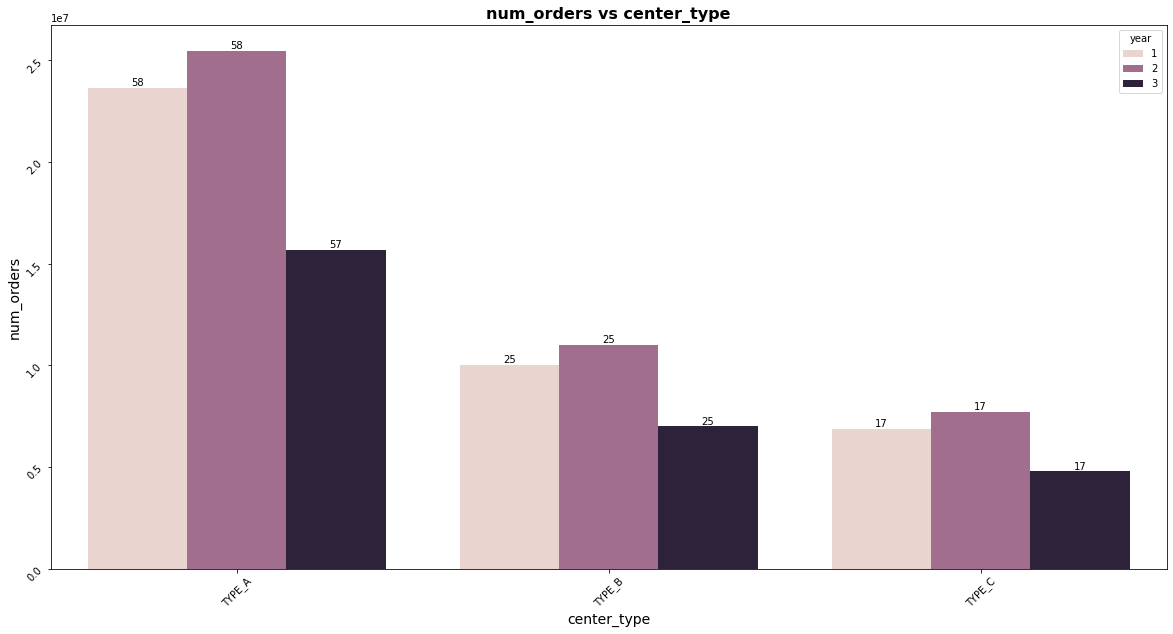 num_orders vs center_type
1e7
year
1
2
3
58
58
57
25
25
25
17
17
17
2.5
2.0
1.5
1.0
0.5
0.0
num_orders
TYPE_A
TYPE_B
TYPE_C
center_type